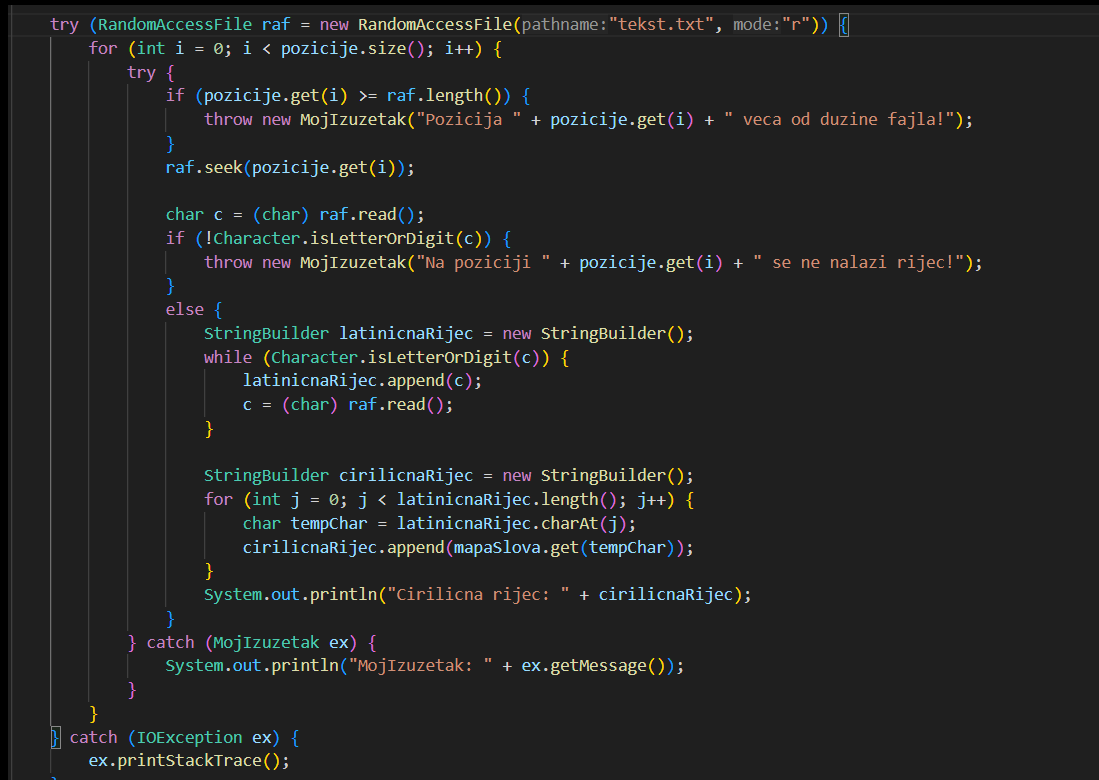 try (RandomAccessFile raf = new RandomAccessFile(pathname:"tekst.txt", mode:"r")) {
for (int i = 0; i < pozicije.size(); i++) {
try {
if (pozicije.get(i) >= raf.length()) {
throw new MojIzuzetak("Pozicija " + pozicije.get(i) + " veca od duzine fajla!");
}
raf.seek(pozicije.get(i));
char c = (char) raf.read();
if (!Character.isLetterOrDigit(c)) {
throw new MojIzuzetak("Na poziciji " + pozicije.get(i) + " se ne nalazi rijec!");
}
else {
StringBuilder latinicnaRijec = new StringBuilder();
while (Character.isLetterOrDigit(c)) {
latinicnaRijec.append(c);
c = (char) raf.read();
}
StringBuilder cirilicnaRijec = new StringBuilder();
for (int j = 0; j < latinicnaRijec.length(); j++) {
char tempChar = latinicnaRijec.charAt(j);
cirilicnaRijec.append(mapaSlova.get(tempChar));
}
System.out.println("Cirilicna rijec: " + cirilicnaRijec);
}
} catch (MojIzuzetak ex) {
System.out.println("MojIzuzetak: " + ex.getMessage());
}
}
} catch (IOException ex) {
ex.printStackTrace();